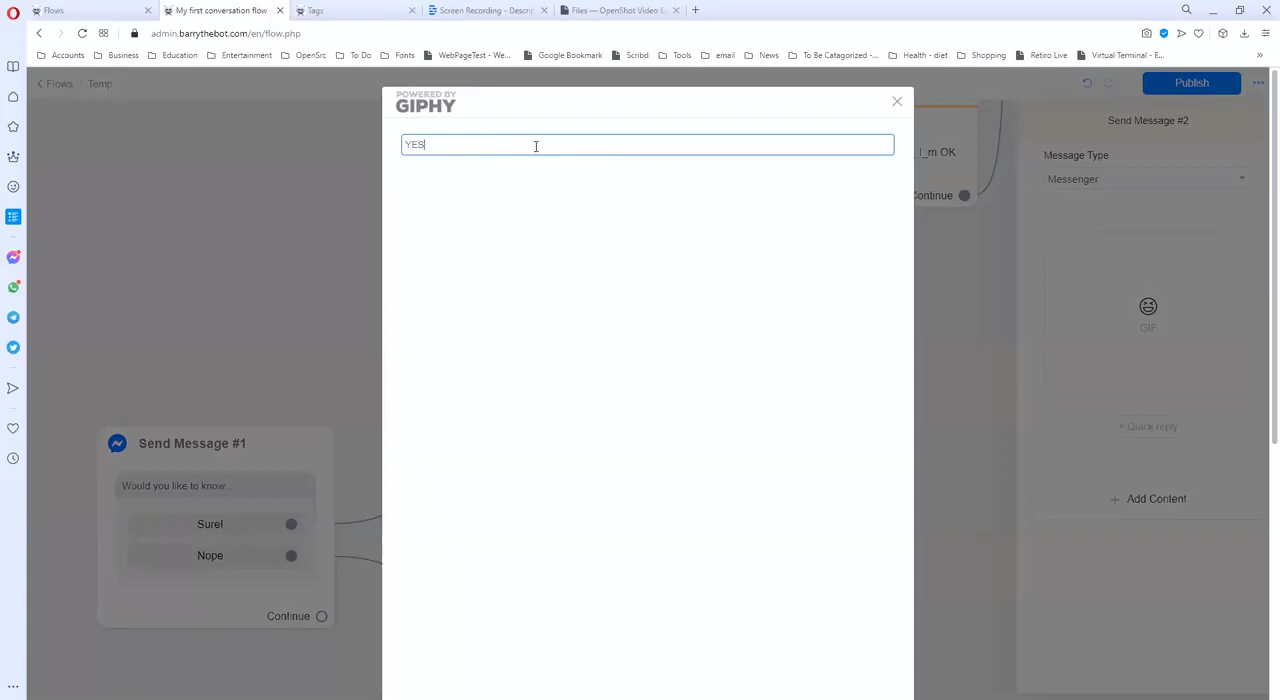 Flows
My first conversation flow
Tags
Screen Recording - Descri
Files — OpenShot Video E
admin.barrythebot.com/en/flow.php
Accounts
Business
Education
Entertainment
OpenSrc
To Do
Fonts
WebPageTest - We...
Google Bookmark
Scribd
Tools
email
News
To Be Catagorized -...
Health - diet
Shopping
Retiro Live
Virtual Terminal - E...
Flows
Temp
Publish
POWERED BY
GIPHY
YES
Send Message #2
Message Type
Messenger
GIF
+ Quick reply
+ Add Content
I_m OK
Continue
Send Message #1
Would you like to know...
Sure!
Nope
Continue